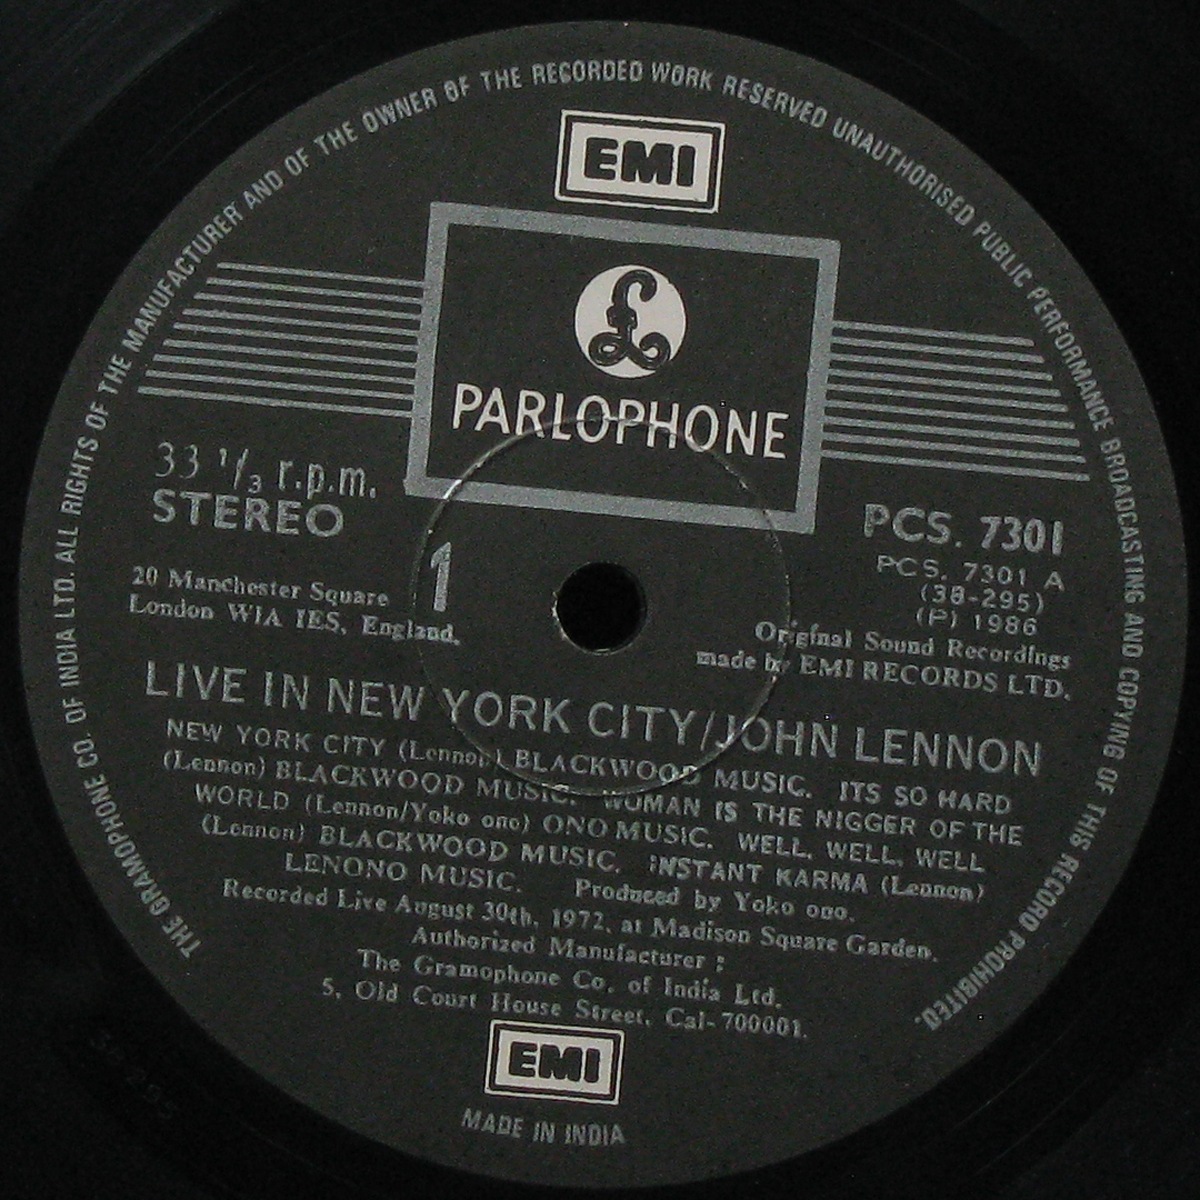 THE GRAMOPHONE CO. OF INDIA LTD. ALL RIGHTS OF THE MANUFACTURER AND OF THE OWNER OF THE RECORDED WORK RESERVED UNAUTHORISED PUBLIC PERFORMANCE BROADCASTING AND COPYING OF THIS RECORD PROHIBITED.
EMI
PARLOPHONE
33 1/3 r.p.m.
STEREO
1
20 Manchester Square
London WIA IES, England.
PCS. 7301
PCS. 7301 A
(38-295)
(P) 1986
Original Sound Recordings
made by EMI RECORDS LTD.
LIVE IN NEW YORK CITY/JOHN LENNON
NEW YORK CITY (Lennon) BLACKWOOD MUSIC. ITS SO HARD
(Lennon) BLACKWOOD MUSIC. WOMAN IS THE NIGGER OF THE
WORLD (Lennon/Yoko ono) ONO MUSIC. WELL, WELL, WELL
(Lennon) BLACKWOOD MUSIC. INSTANT KARMA (Lennon)
LENONO MUSIC. Produced by Yoko ono.
Recorded Live August 30th, 1972, at Madison Square Garden.
Authorized Manufacturer :
The Gramophone Co. of India Ltd.
5, Old Court House Street, Cal-700001.
EMI
MADE IN INDIA